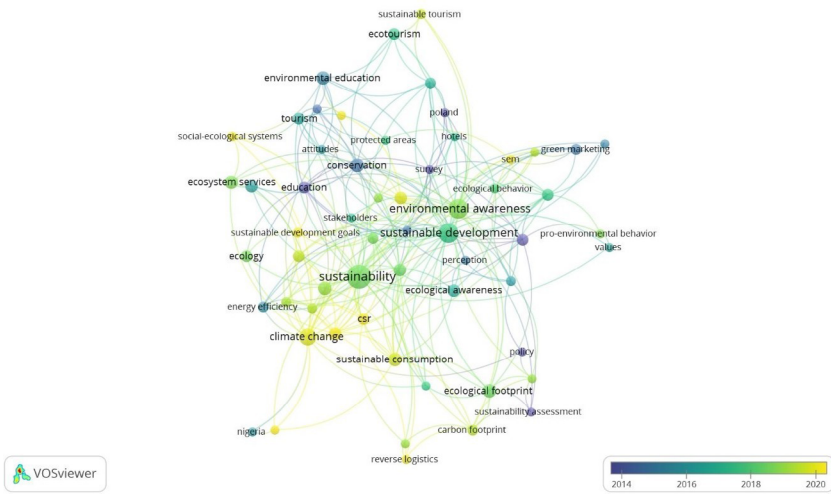 sustainable tourism
ecotourism
environmental education
poland
tourism
social-ecological systems
protected areas
hotels
attitudes
green marketing
sem
conservation
survey
ecosystem services
education
ecological behavior
environmental awareness
stakeholders
sustainable development goals
sustainable development
pro-environmental behavior
values
ecology
perception
sustainability
ecological awareness
energy efficiency
csr
climate change
policy
sustainable consumption
ecological footprint
sustainability assessment
nigeria
carbon footprint
reverse logistics
VOSviewer
2014 2016 2018 2020